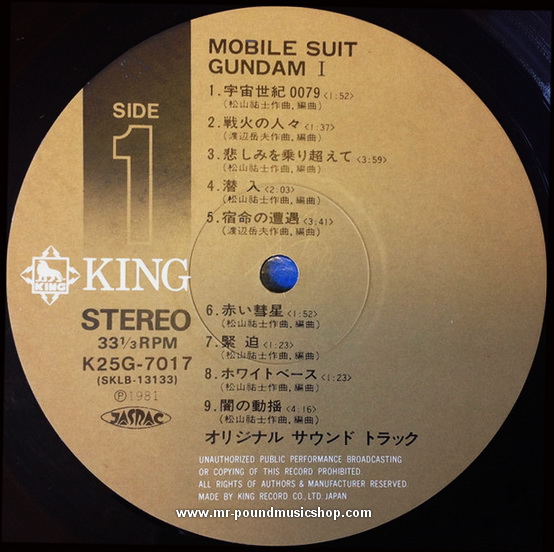 MOBILE SUIT
GUNDAM I
SIDE
1
1.宇宙世紀0079 <1:52>
(松山祐士作曲,編曲)
2.戦火の人々 <1:37>
(渡辺岳夫作曲,編曲)
3.悲しみを乗り超えて <3:59>
(松山祐士作曲,編曲)
4.潜 入 <2:03>
(松山祐士作曲,編曲)
5.宿命の遭遇 <3:41>
(渡辺岳夫作曲,編曲)
KING
KING
STEREO
33 1/3 RPM
K25G-7017
(SKLB-13133)
Ⓟ1981
JASRAC
6.赤い彗星 <1:52>
(松山祐士作曲,編曲)
7.緊 迫 <1:23>
(松山祐士作曲,編曲)
8.ホワイトベース <1:23>
(松山祐士作曲,編曲)
9.闇の動揺 <4:16>
(松山祐士作曲,編曲)
オリジナル サウンド トラック
UNAUTHORIZED PUBLIC PERFORMANCE BROADCASTING
OR COPYING OF THIS RECORD PROHIBITED.
ALL RIGHTS OF AUTHORS & MANUFACTURER RESERVED.
MADE BY KING RECORD CO., LTD. JAPAN
www.mr-poundmusicshop.com